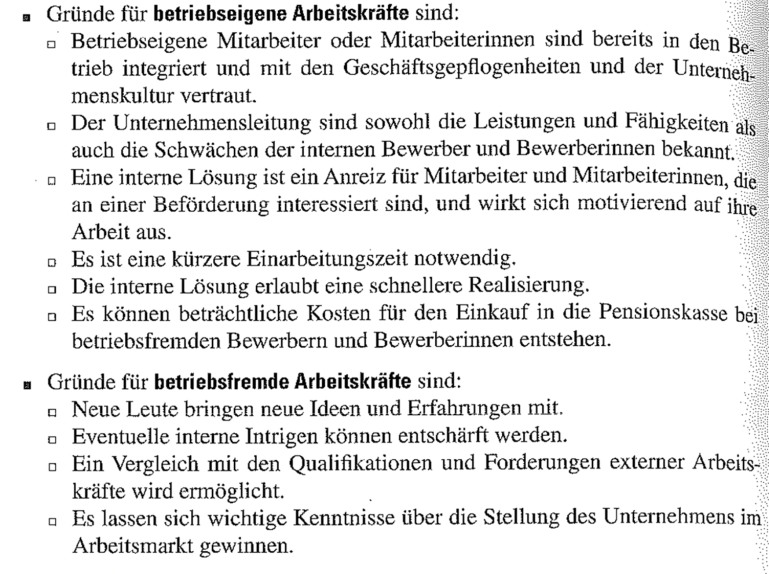 ▪ Gründe für betriebseigene Arbeitskräfte sind:
▫ Betriebseigene Mitarbeiter oder Mitarbeiterinnen sind bereits in den Be-
trieb integriert und mit den Geschäftsgepflogenheiten und der Unterneh-
menskultur vertraut.
▫ Der Unternehmensleitung sind sowohl die Leistungen und Fähigkeiten als
auch die Schwächen der internen Bewerber und Bewerberinnen bekannt.
▫ Eine interne Lösung ist ein Anreiz für Mitarbeiter und Mitarbeiterinnen, die
an einer Beförderung interessiert sind, und wirkt sich motivierend auf ihre
Arbeit aus.
▫ Es ist eine kürzere Einarbeitungszeit notwendig.
▫ Die interne Lösung erlaubt eine schnellere Realisierung.
▫ Es können beträchtliche Kosten für den Einkauf in die Pensionskasse bei
betriebsfremden Bewerbern und Bewerberinnen entstehen.
▪ Gründe für betriebsfremde Arbeitskräfte sind:
▫ Neue Leute bringen neue Ideen und Erfahrungen mit.
▫ Eventuelle interne Intrigen können entschärft werden.
▫ Ein Vergleich mit den Qualifikationen und Forderungen externer Arbeits-
kräfte wird ermöglicht.
▫ Es lassen sich wichtige Kenntnisse über die Stellung des Unternehmens im
Arbeitsmarkt gewinnen.